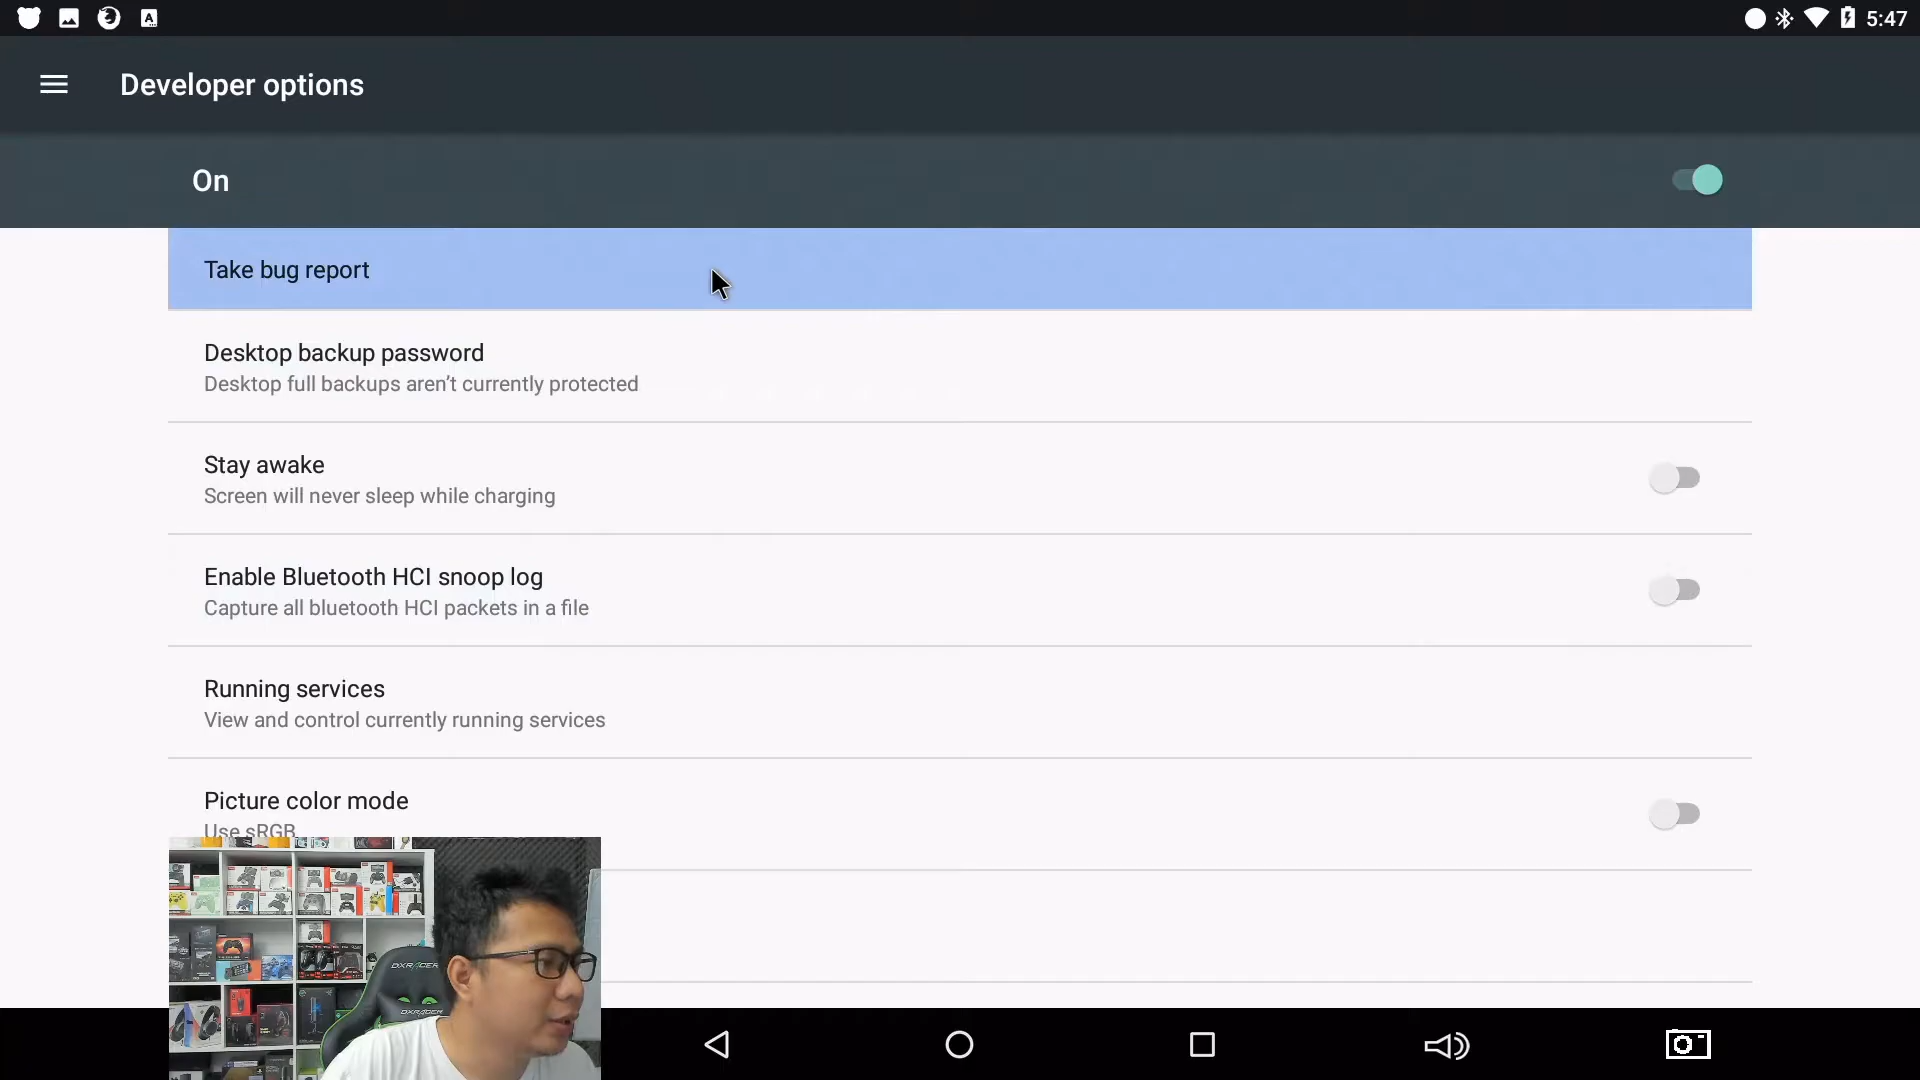 5:47
Developer options
On
Take bug report
Desktop backup password
Desktop full backups aren’t currently protected
Stay awake
Screen will never sleep while charging
Enable Bluetooth HCI snoop log
Capture all bluetooth HCI packets in a file
Running services
View and control currently running services
Picture color mode
Use sRGB
DXRACER
DXRACER